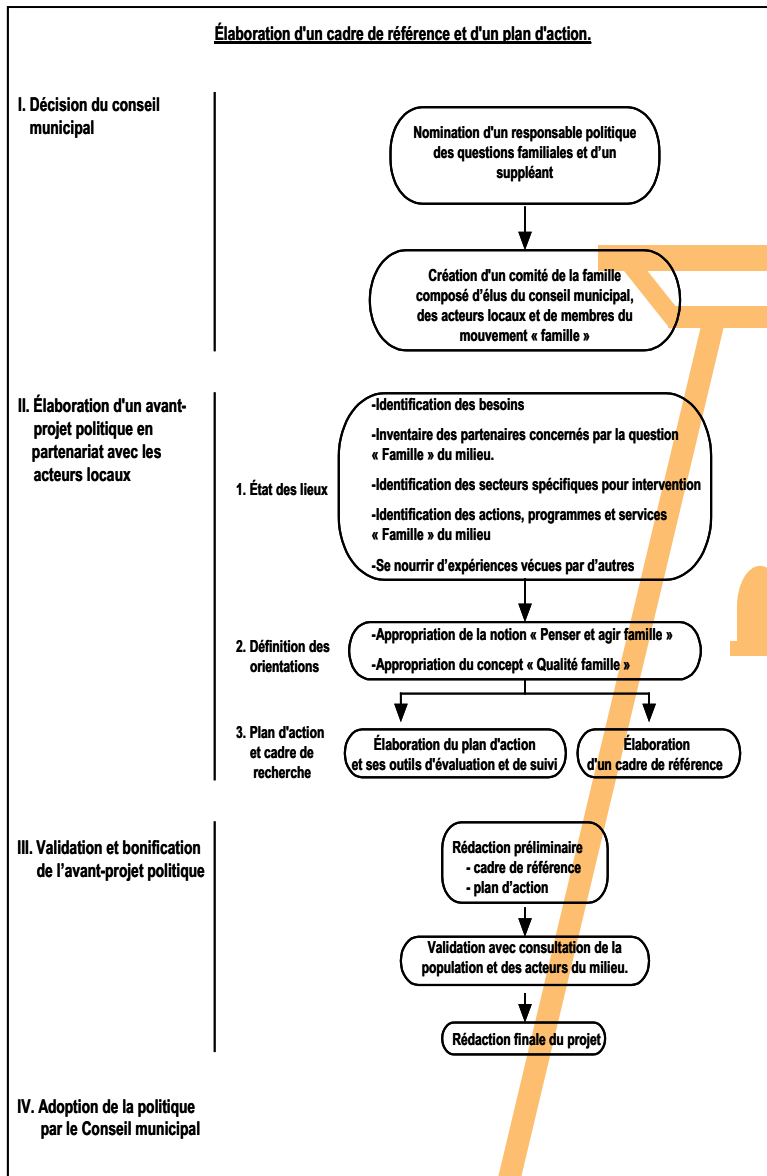 Élaboration d'un cadre de référence et d'un plan d'action.
I. Décision du conseil
municipal
Nomination d'un responsable politique
des questions familiales et d'un
suppléant
Création d'un comité de la famille
composé d'élus du conseil municipal,
des acteurs locaux et de membres du
mouvement « famille »
II. Élaboration d'un avant-
projet politique en
partenariat avec les
acteurs locaux
1. État des lieux
-Identification des besoins
-Inventaire des partenaires concernés par la question
« Famille » du milieu.
-Identification des secteurs spécifiques pour intervention
-Identification des actions, programmes et services
« Famille » du milieu
-Se nourrir d'expériences vécues par d'autres
2. Définition des
orientations
-Appropriation de la notion « Penser et agir famille »
-Appropriation du concept « Qualité famille »
3. Plan d'action
et cadre de
recherche
Élaboration du plan d'action
et ses outils d'évaluation et de suivi
Élaboration
d'un cadre de référence
III. Validation et bonification
de l'avant-projet politique
Rédaction préliminaire
- cadre de référence
- plan d'action
Validation avec consultation de la
population et des acteurs du milieu.
Rédaction finale du projet
IV. Adoption de la politique
par le Conseil municipal